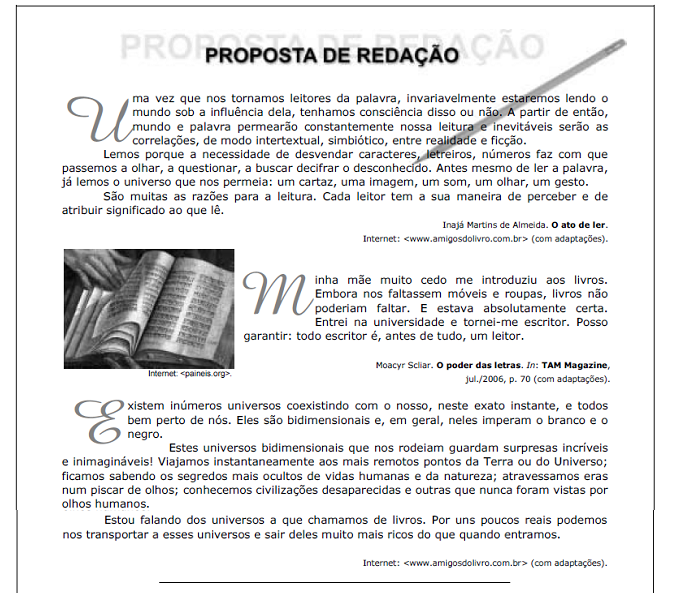 PROPOSTA DE REDAÇÃO
Uma vez que nos tornamos leitores da palavra, invariavelmente estaremos lendo o
mundo sob a influência dela, tenhamos consciência disso ou não. A partir de então,
mundo e palavra permearão constantemente nossa leitura e inevitáveis serão as
correlações, de modo intertextual, simbiótico, entre realidade e ficção.
Lemos porque a necessidade de desvendar caracteres, letreiros, números faz com que
passemos a olhar, a questionar, a buscar decifrar o desconhecido. Antes mesmo de ler a palavra,
já lemos o universo que nos permeia: um cartaz, uma imagem, um som, um olhar, um gesto.
São muitas as razões para a leitura. Cada leitor tem a sua maneira de perceber e de
atribuir significado ao que lê.
Inajá Martins de Almeida. O ato de ler.
Internet: <www.amigosdolivro.com.br> (com adaptações).
Minha mãe muito cedo me introduziu aos livros.
Embora nos faltassem móveis e roupas, livros não
poderiam faltar. E estava absolutamente certa.
Entrei na universidade e tornei-me escritor. Posso
garantir: todo escritor é, antes de tudo, um leitor.
Moacyr Scliar. O poder das letras. In: TAM Magazine,
jul./2006, p. 70 (com adaptações).
Internet: <paineis.org>.
Existem inúmeros universos coexistindo com o nosso, neste exato instante, e todos
bem perto de nós. Eles são bidimensionais e, em geral, neles imperam o branco e o
negro.
Estes universos bidimensionais que nos rodeiam guardam surpresas incríveis
e inimagináveis! Viajamos instantaneamente aos mais remotos pontos da Terra ou do Universo;
ficamos sabendo os segredos mais ocultos de vidas humanas e da natureza; atravessamos eras
num piscar de olhos; conhecemos civilizações desaparecidas e outras que nunca foram vistas por
olhos humanos.
Estou falando dos universos a que chamamos de livros. Por uns poucos reais podemos
nos transportar a esses universos e sair deles muito mais ricos do que quando entramos.
Internet: <www.amigosdolivro.com.br> (com adaptações).